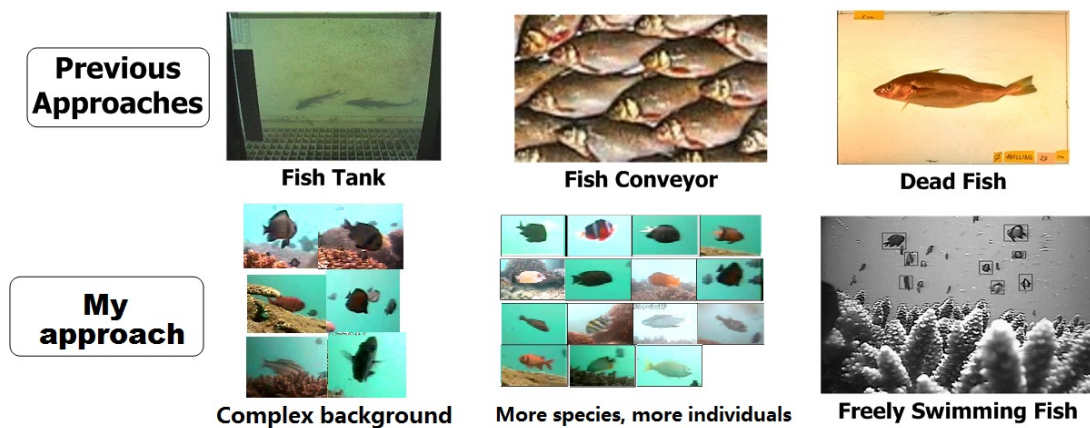 Previous
Approaches
Fish Tank
Fish Conveyor
Dead Fish
My
approach
Complex background
More species, more individuals
Freely Swimming Fish